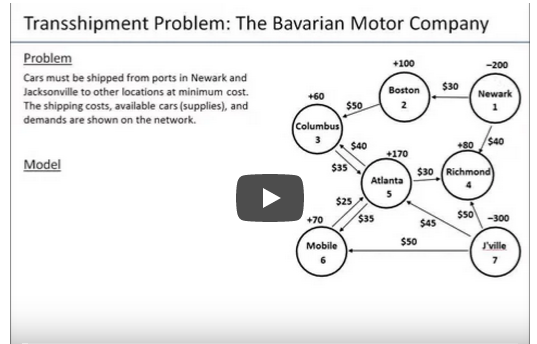 Transshipment Problem: The Bavarian Motor Company
Problem
Cars must be shipped from ports in Newark and
Jacksonville to other locations at minimum cost.
The shipping costs, available cars (supplies), and
demands are shown on the network.
Model
+100
Boston
2
$30
-200
Newark
1
+60
Columbus
3
$50
$40
$40
$35
+170
Atlanta
5
$30
+80
Richmond
4
$25
$35
$45
$50
-300
+70
Mobile
6
$50
J'ville
7